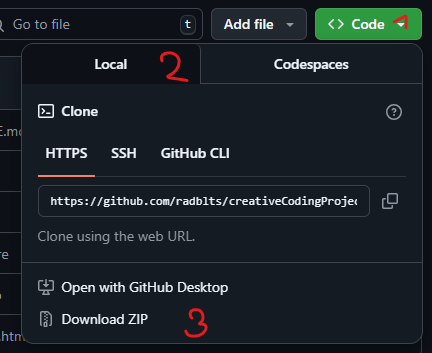 Go to file
t
Add file
Code
1
Local
2
Codespaces
Clone
E.m
HTTPS
SSH
GitHub CLI
https://github.com/radblts/creativeCodingProje
Clone using the web URL.
re
Open with GitHub Desktop
Download ZIP
3
.htm